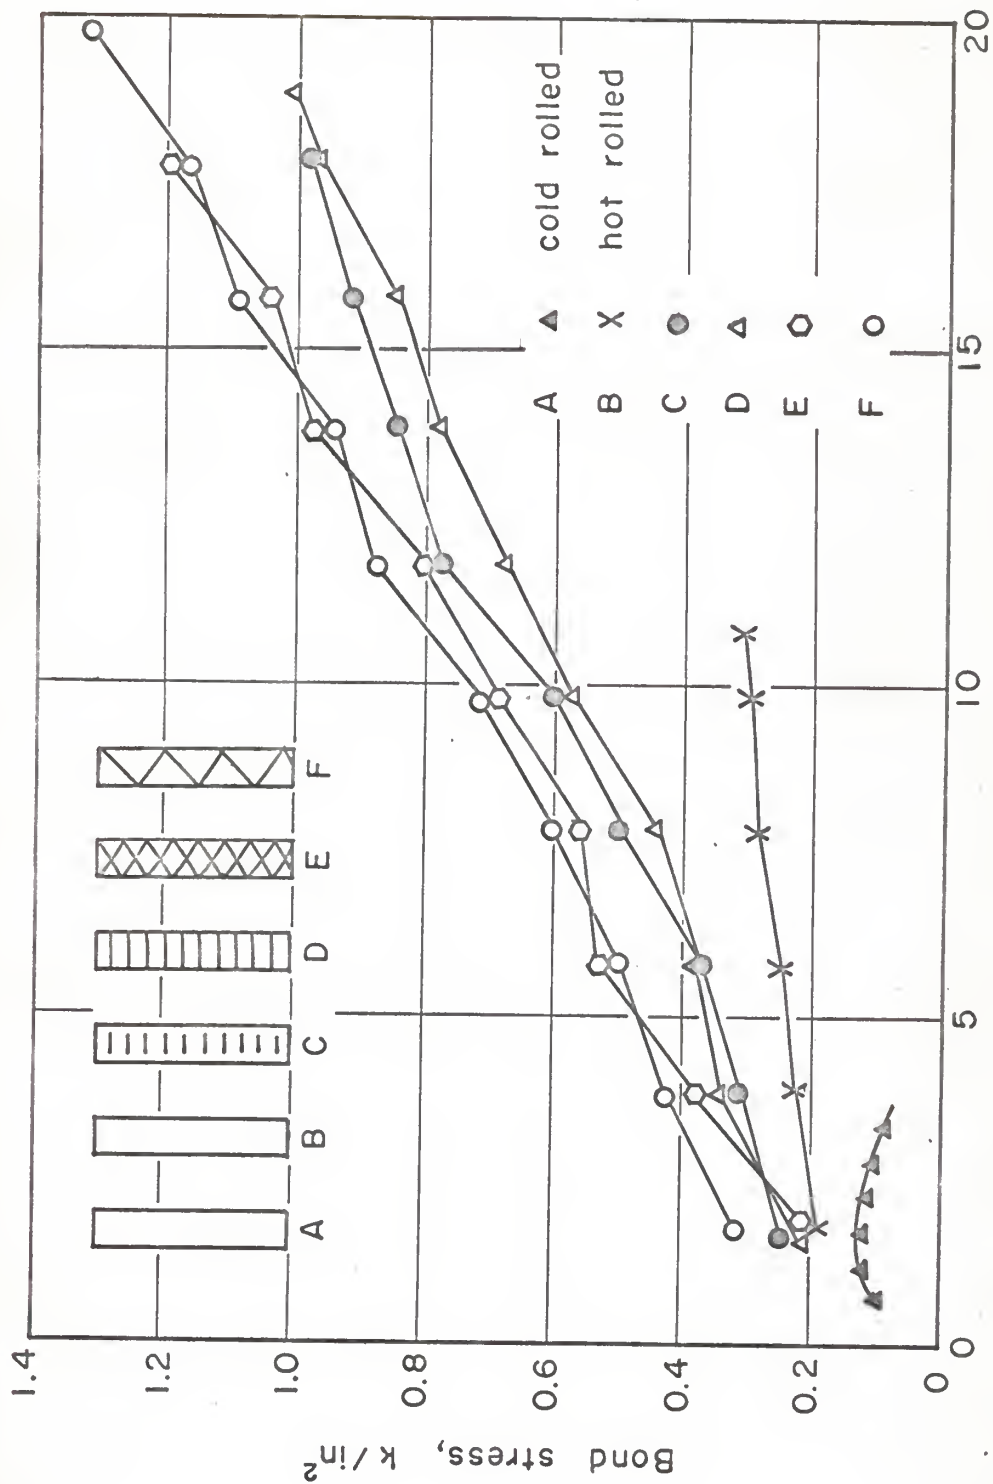 Bond stress, k/in²
1.4
1.2
1.0
0.8
0.6
0.4
0.2
0
0
5
10
15
20
A
B
C
D
E
F
A cold rolled
B X hot rolled
C
D
E
F